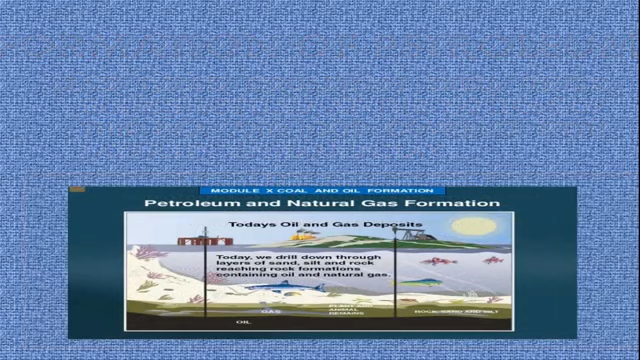 MODULE X COAL AND OIL FORMATION
Petroleum and Natural Gas Formation
Todays Oil and Gas Deposits
Today, we drill down through
layers of sand, silt and rock
reaching rock formations
containing oil and natural gas.
GAS
PLANT AND
ANIMAL
REMAINS
ROCK, SAND AND SILT
OIL